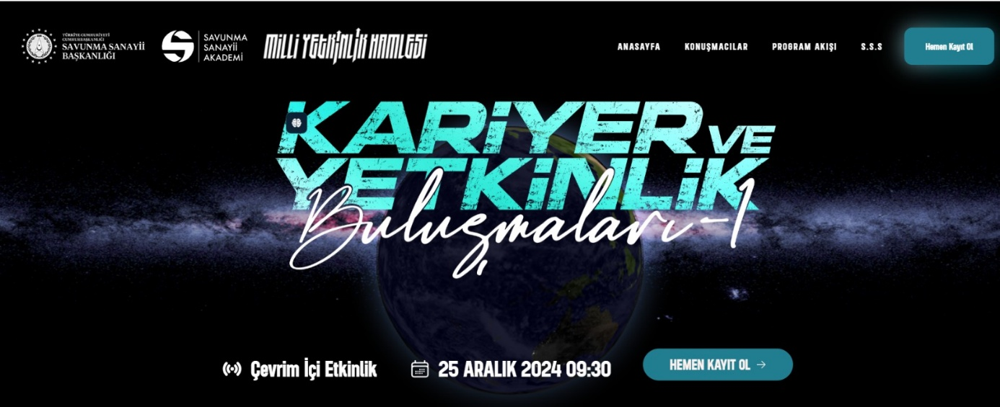 TÜRKİYE CUMHURİYETİ
CUMHURBAŞKANLIĞI
SAVUNMA SANAYİİ
BAŞKANLIĞI
SAVUNMA
SANAYİİ
AKADEMİ
MİLLİ YETKİNLİK HAMLESİ
ANASAYFA
KONUŞMACILAR
PROGRAM AKIŞI
S.S.S
Hemen Kayıt Ol
KARİYER VE
YETKİNLİK
Buluşmaları-1
Çevrim İçi Etkinlik
25 ARALIK 2024 09:30
HEMEN KAYIT OL →